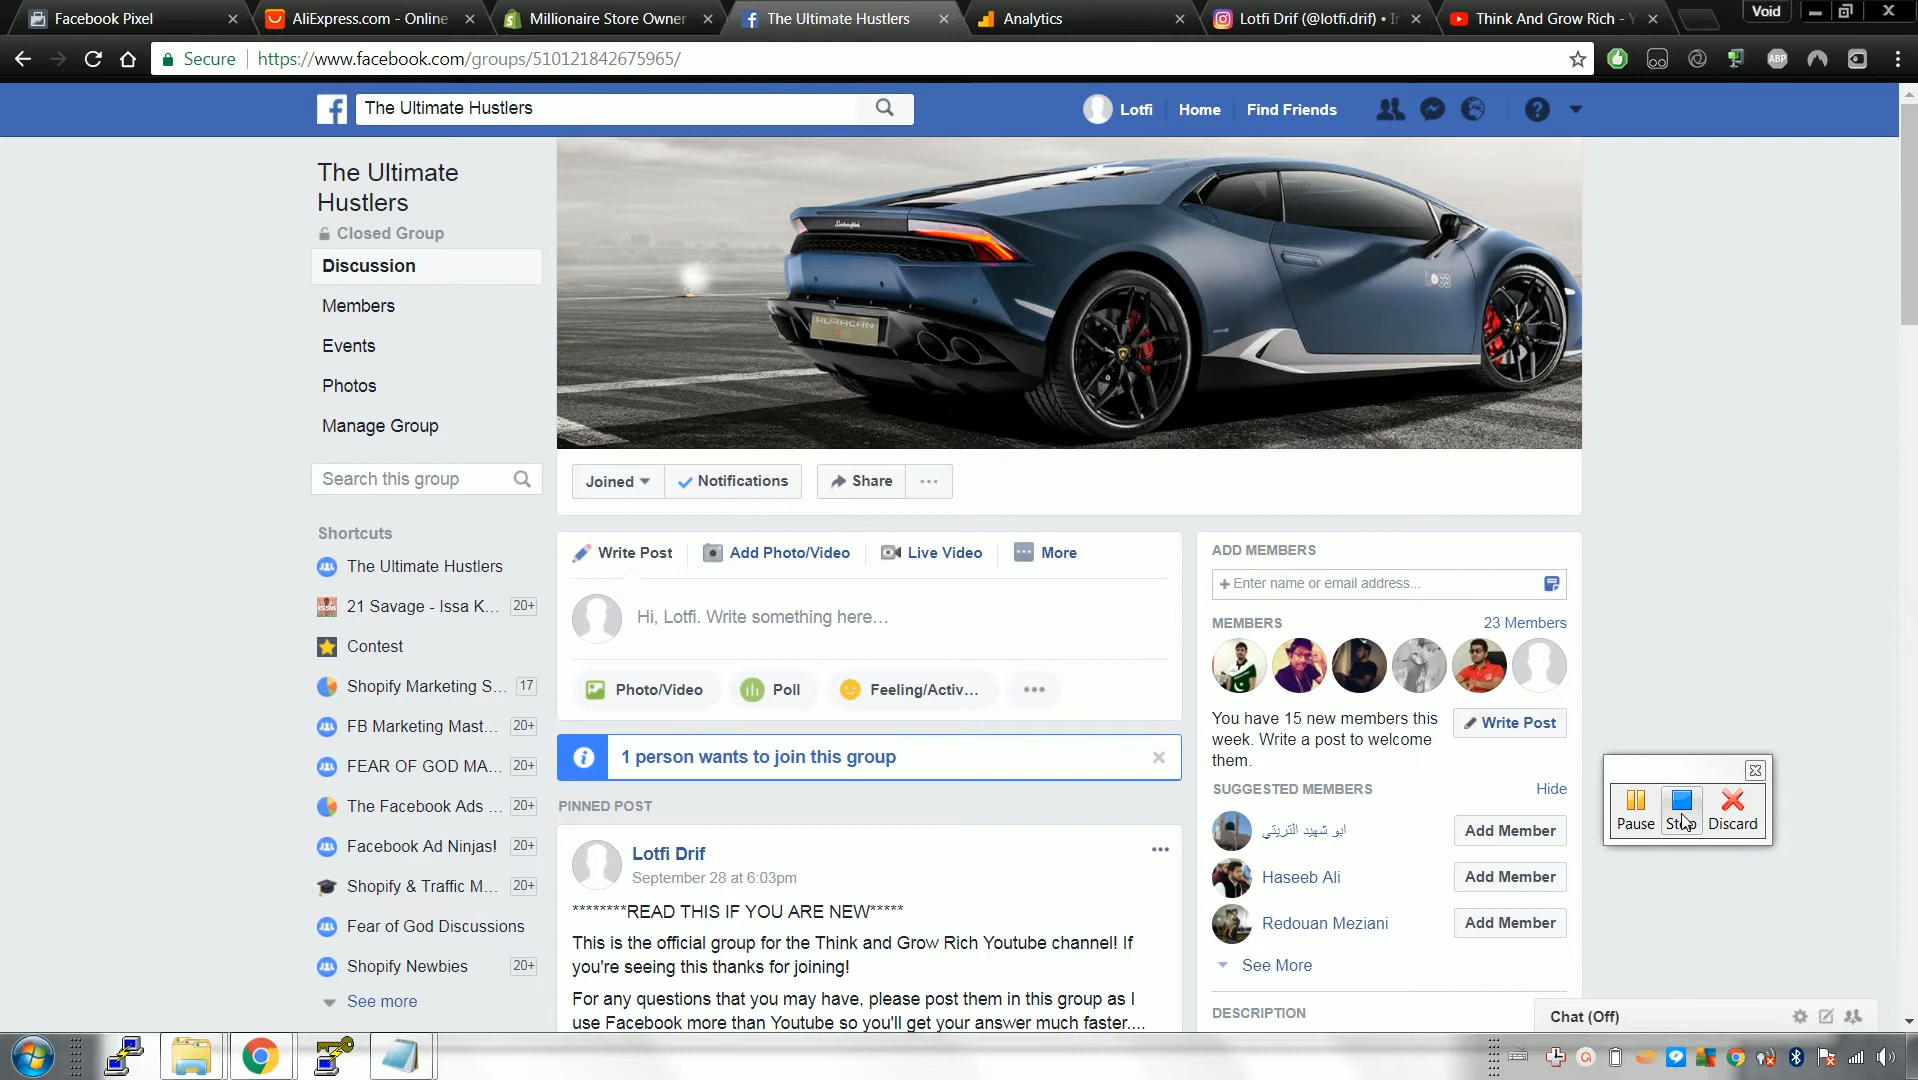 Facebook Pixel
AliExpress.com - Online
Millionaire Store Owner
The Ultimate Hustlers
Analytics
Lotfi Drif (@lotfi.drif) • In
Think And Grow Rich - Y
Void
Secure
https://www.facebook.com/groups/510121842675965/
ABP
The Ultimate Hustlers
Lotfi
Home
Find Friends
The Ultimate
Hustlers
Closed Group
Discussion
Members
Events
Photos
Manage Group
Search this group
Lamborghini
HURACAN
Joined
Notifications
Share
Shortcuts
The Ultimate Hustlers
21 Savage - Issa K... 20+
Contest
Shopify Marketing S... 17
FB Marketing Mast... 20+
FEAR OF GOD MA... 20+
The Facebook Ads ... 20+
Facebook Ad Ninjas! 20+
Shopify & Traffic M... 20+
Fear of God Discussions
Shopify Newbies 20+
See more
Write Post
Add Photo/Video
Live Video
More
Hi, Lotfi. Write something here...
Photo/Video
Poll
Feeling/Activ...
1 person wants to join this group
PINNED POST
Lotfi Drif
September 28 at 6:03pm
********READ THIS IF YOU ARE NEW*****
This is the official group for the Think and Grow Rich Youtube channel! If
you're seeing this thanks for joining!
For any questions that you may have, please post them in this group as I
use Facebook more than Youtube so you'll get your answer much faster....
ADD MEMBERS
+ Enter name or email address...
MEMBERS
23 Members
You have 15 new members this
week. Write a post to welcome
them.
Write Post
SUGGESTED MEMBERS
Hide
ابو شهيد التريتي
Add Member
Haseeb Ali
Add Member
Redouan Meziani
Add Member
See More
DESCRIPTION
Pause
Stop
Discard
Chat (Off)